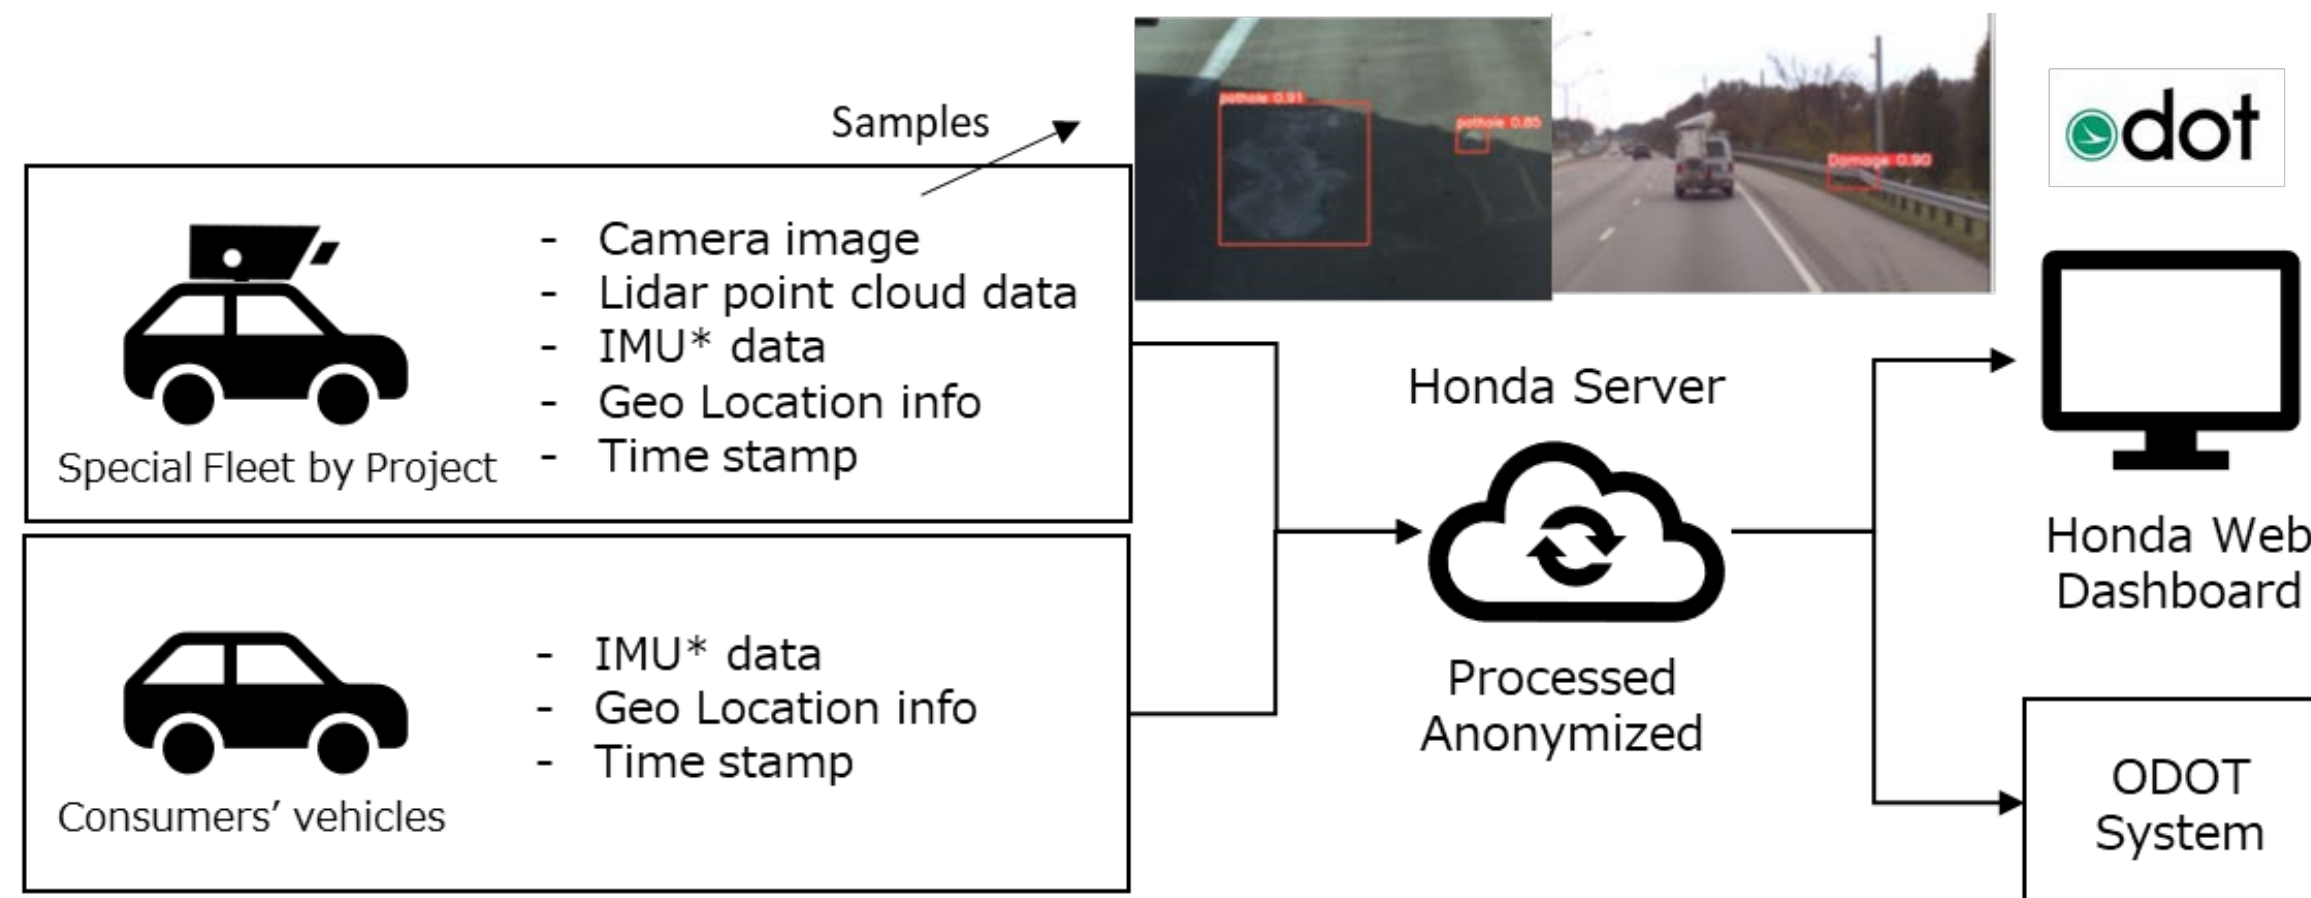 Samples
pothole 0.91
pothole 0.85
Damage 0.90
dot
- Camera image
- Lidar point cloud data
- IMU* data
- Geo Location info
- Time stamp
Special Fleet by Project
- IMU* data
- Geo Location info
- Time stamp
Consumers’ vehicles
Honda Server
Processed
Anonymized
Honda Web
Dashboard
ODOT
System